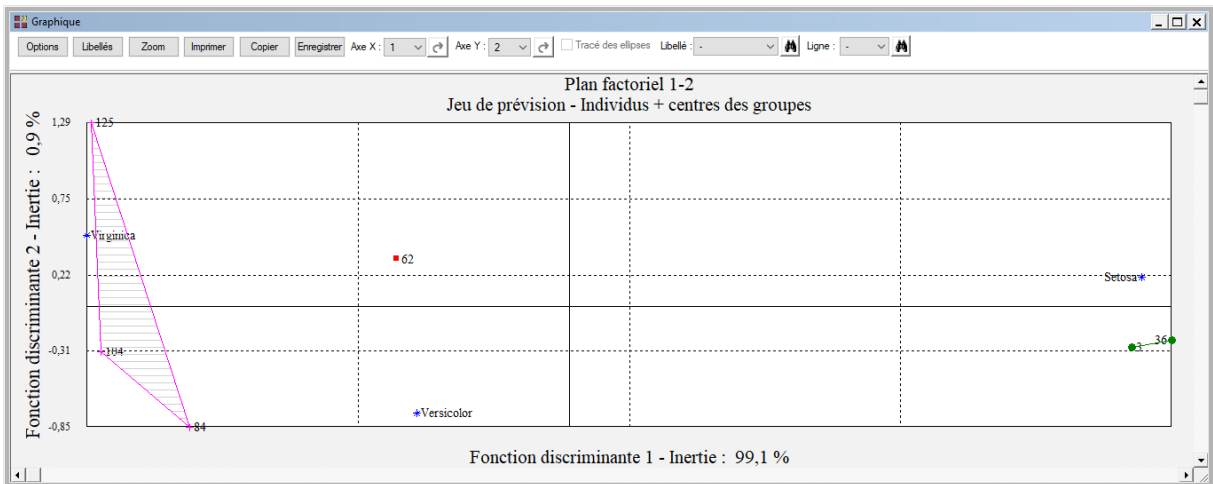 Graphique
Options Libellés Zoom Imprimer Copier Enregistrer Axe X : 1 Axe Y : 2 Tracé des ellipses Libellé : - Ligne : -
Plan factoriel 1-2
Jeu de prévision - Individus + centres des groupes
Fonction discriminante 2 - Inertie : 0,9 %
1,29
125
0,75
Virginica
62
0,22
Setosa
-0,31
104
3
36
Versicolor
-0,85
84
Fonction discriminante 1 - Inertie : 99,1 %